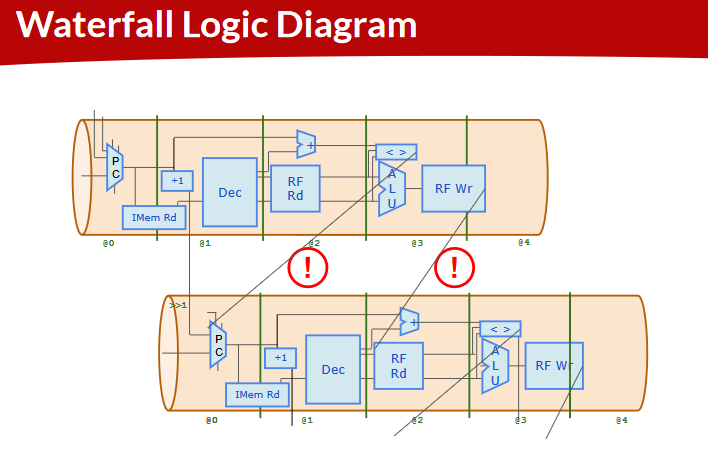 Waterfall Logic Diagram
P
C
+1
IMem Rd
Dec
RF
Rd
+
< >
A
L
U
RF Wr
@0
@1
@2
@3
@4
!
!
>>1
P
C
+1
IMem Rd
Dec
RF
Rd
+
< >
A
L
U
RF Wr
@0
@1
@2
@3
@4